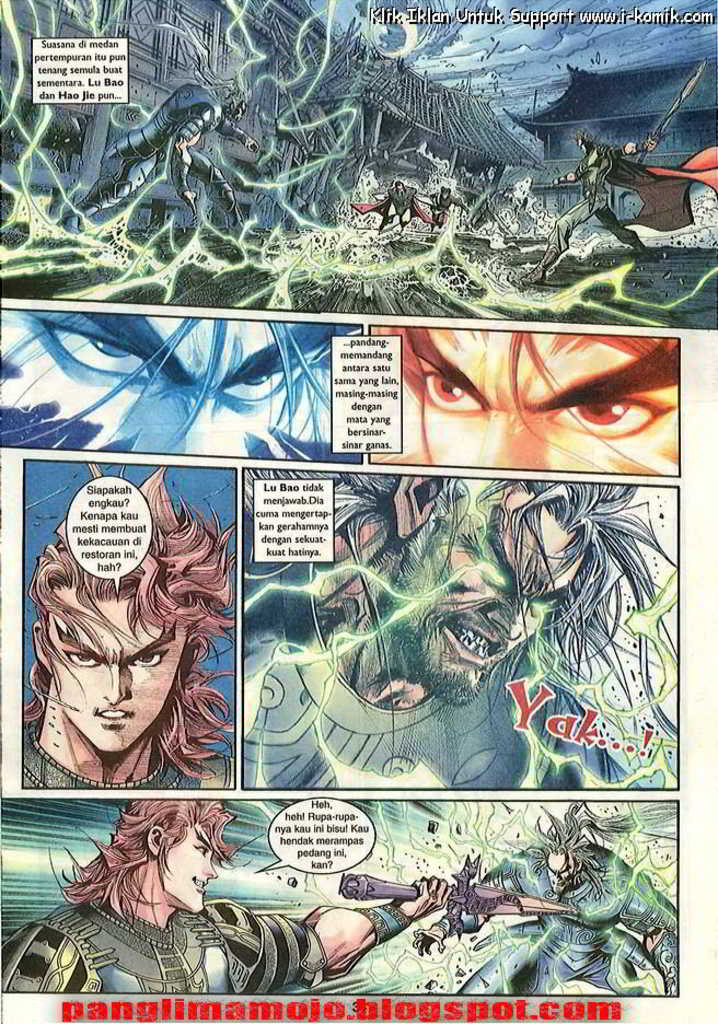 Klik Iklan Untuk Support www.i-komik.com
Suasana di medan
pertempuran itu pun
tenang semula buat
sementara. Lu Bao
dan Hao Jie pun...
...pandang-
memandang
antara satu
sama yang lain,
masing-masing
dengan
mata yang
bersinar-
sinar ganas.
Siapakah
engkau?
Kenapa kau
mesti membuat
kekacauan di
restoran ini,
hah?
Lu Bao tidak
menjawab.Dia
cuma mengertap-
kan gerahamnya
dengan sekuat-
kuat hatinya.
Yak....!
Heh,
heh! Rupa-rupa-
nya kau ini bisu! Kau
hendak merampas
pedang ini,
kan?
panglimamojo.blogspot.com